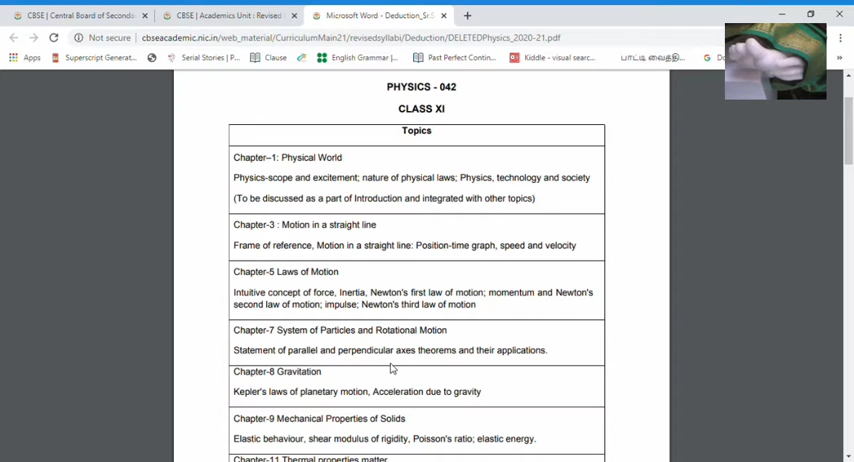 CBSE | Central Board of Seconda
CBSE | Academics Unit : Revised
Microsoft Word - Deduction_Sr.S
Not secure | cbseacademic.nic.in/web_material/CurriculumMain21/revisedsyllabi/Deduction/DELETEDPhysics_2020-21.pdf
Apps Superscript Generat... Serial Stories | P... Clause English Grammar |... Past Perfect Contin... Kiddle - visual searc... D
PHYSICS - 042
CLASS XI
Topics
Chapter–1: Physical World
Physics-scope and excitement; nature of physical laws; Physics, technology and society
(To be discussed as a part of Introduction and integrated with other topics)
Chapter-3 : Motion in a straight line
Frame of reference, Motion in a straight line: Position-time graph, speed and velocity
Chapter-5 Laws of Motion
Intuitive concept of force, Inertia, Newton's first law of motion; momentum and Newton's
second law of motion; impulse; Newton's third law of motion
Chapter-7 System of Particles and Rotational Motion
Statement of parallel and perpendicular axes theorems and their applications.
Chapter-8 Gravitation
Kepler's laws of planetary motion, Acceleration due to gravity
Chapter-9 Mechanical Properties of Solids
Elastic behaviour, shear modulus of rigidity, Poisson's ratio; elastic energy.
Chapter-11 Thermal properties matter